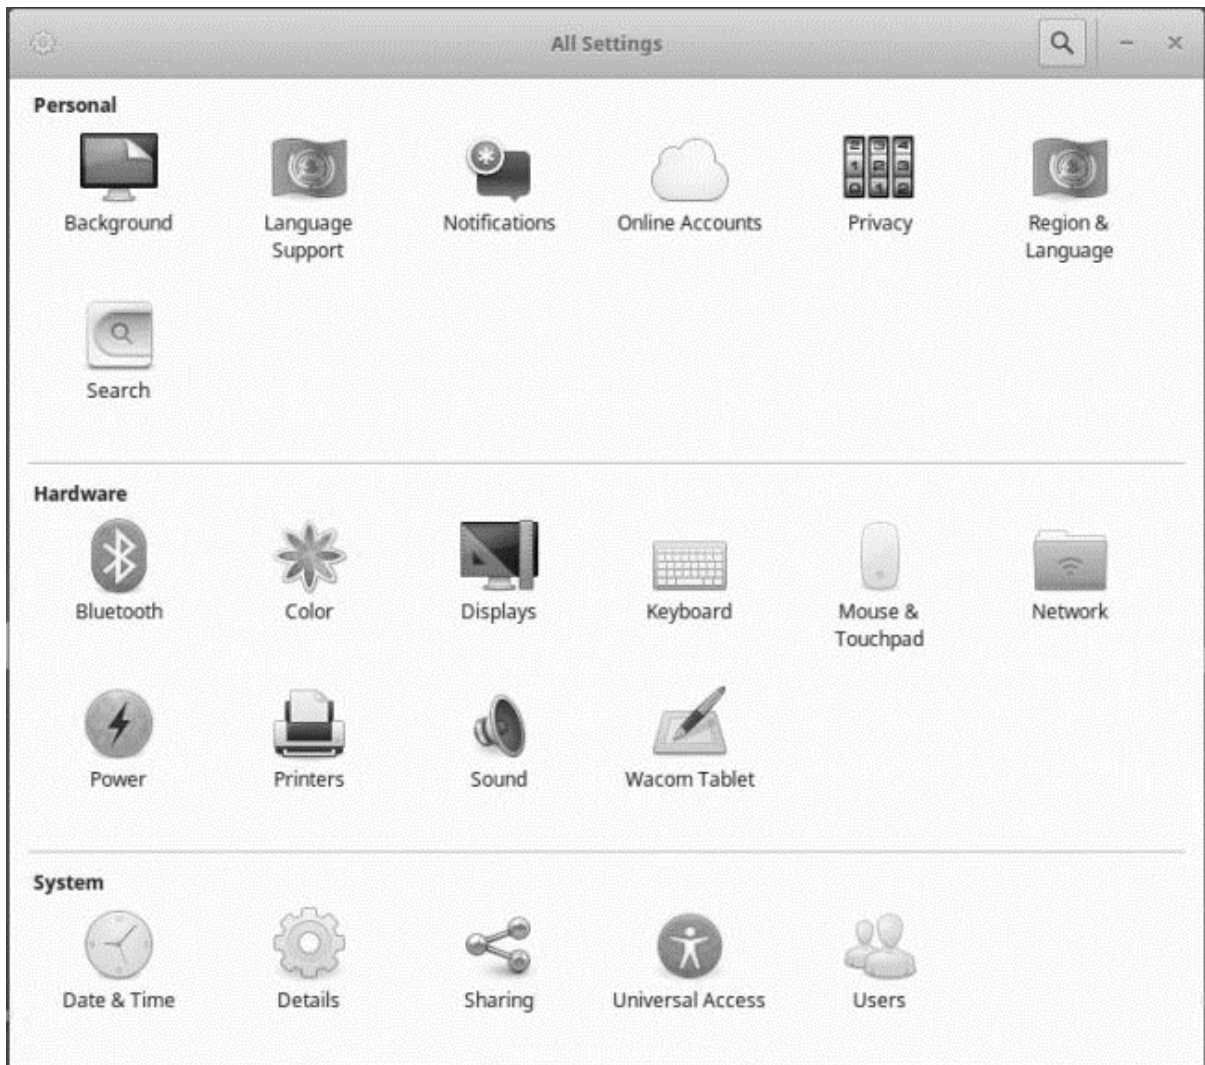 All Settings
Personal
Background
Language
Support
Notifications
Online Accounts
Privacy
Region &
Language
Search
Hardware
Bluetooth
Color
Displays
Keyboard
Mouse &
Touchpad
Network
Power
Printers
Sound
Wacom Tablet
System
Date & Time
Details
Sharing
Universal Access
Users